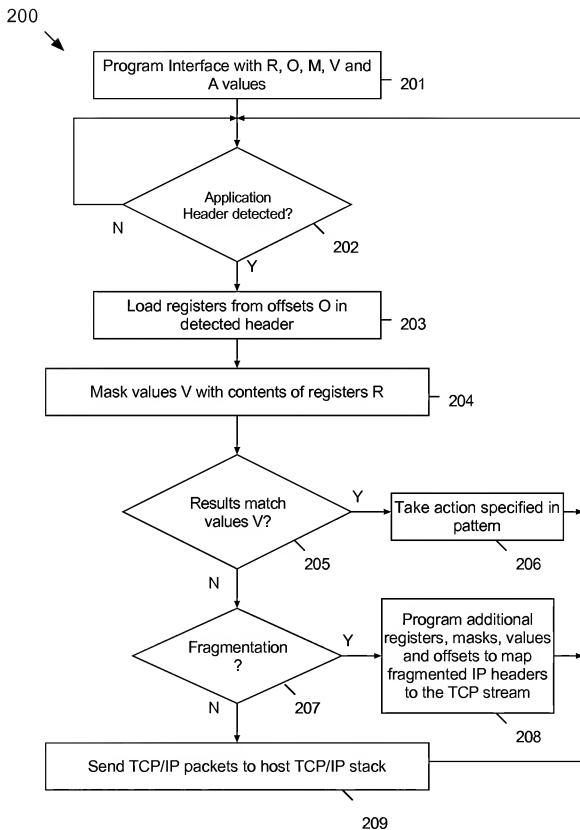 200
Program Interface with R, O, M, V and
A values
201
Application
Header detected?
N
202
Y
Load registers from offsets O in
detected header
203
Mask values V with contents of registers R
204
Results match
values V?
Y
205
Take action specified in
pattern
206
N
Fragmentation
?
Y
207
Program additional
registers, masks, values
and offsets to map
fragmented IP headers
to the TCP stream
208
N
Send TCP/IP packets to host TCP/IP stack
209